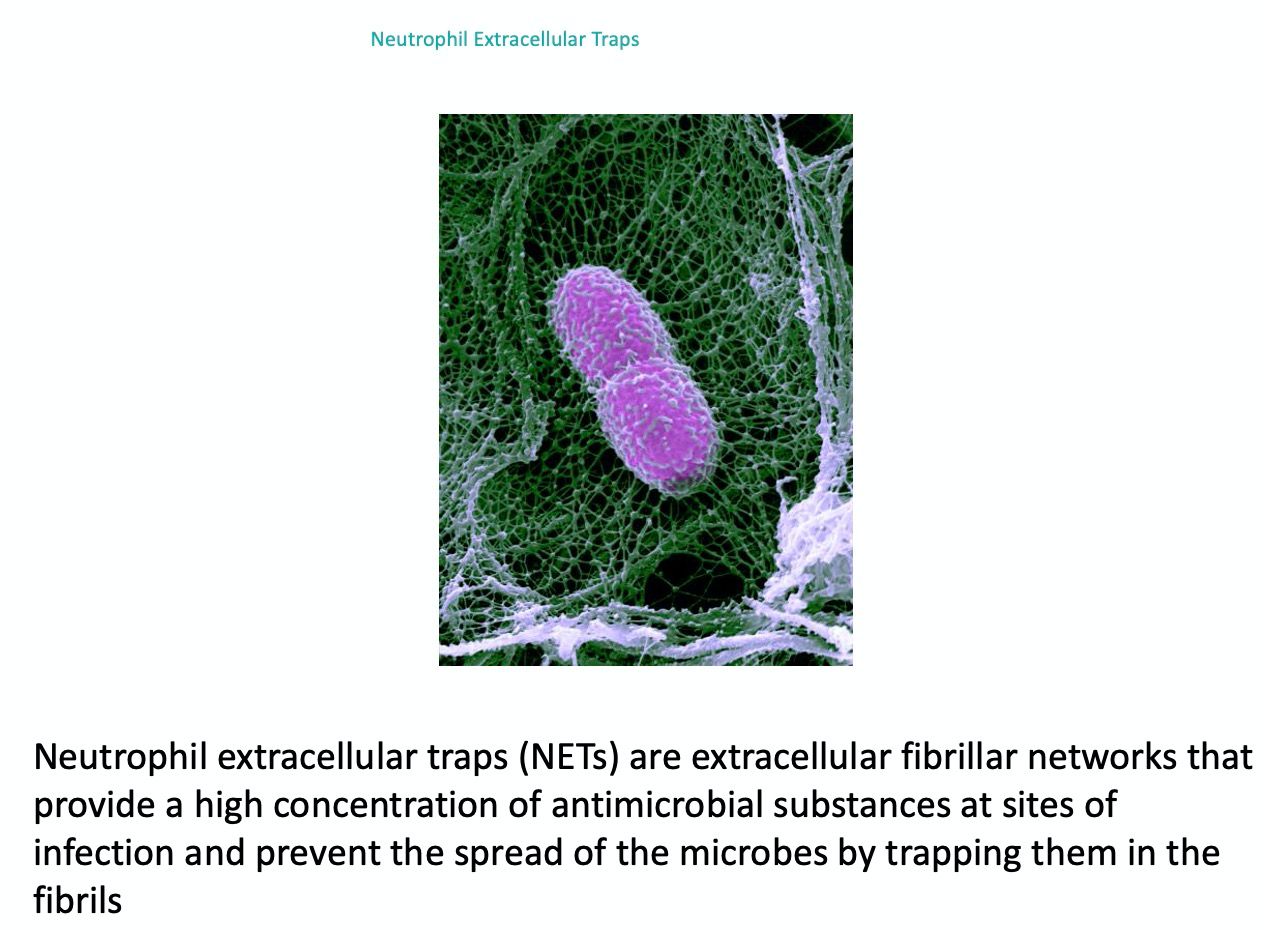 Neutrophil Extracellular Traps
Neutrophil extracellular traps (NETs) are extracellular fibrillar networks that
provide a high concentration of antimicrobial substances at sites of
infection and prevent the spread of the microbes by trapping them in the
fibrils